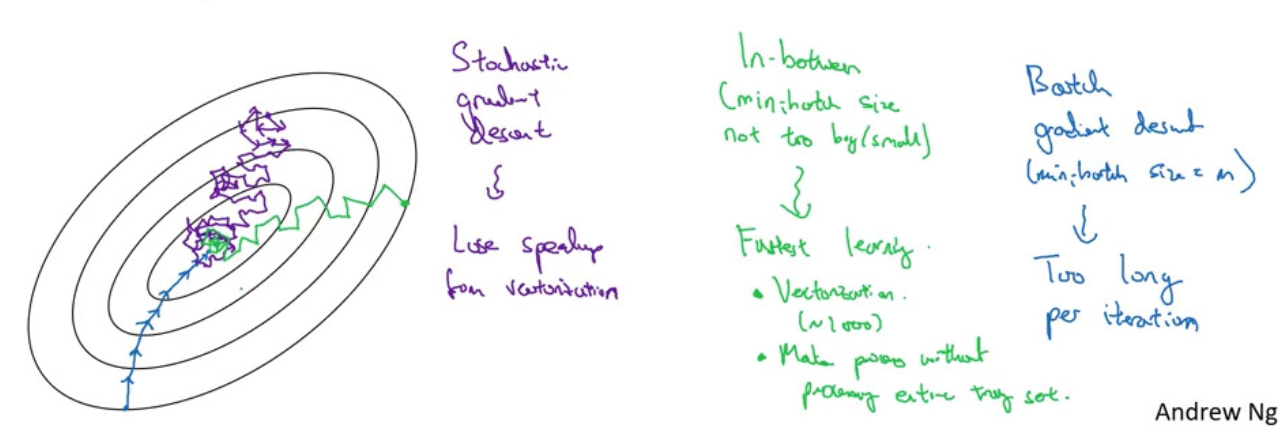 Stochastic
gradient
descent
Lose speedup
from vectorization
In-between
(mini-batch size
not too big/small)
Fastest learning.
• Vectorization.
(~1000)
• Make progress without
processing entire training set.
Batch
gradient descent
(mini-batch size = m)
Too long
per iteration
Andrew Ng